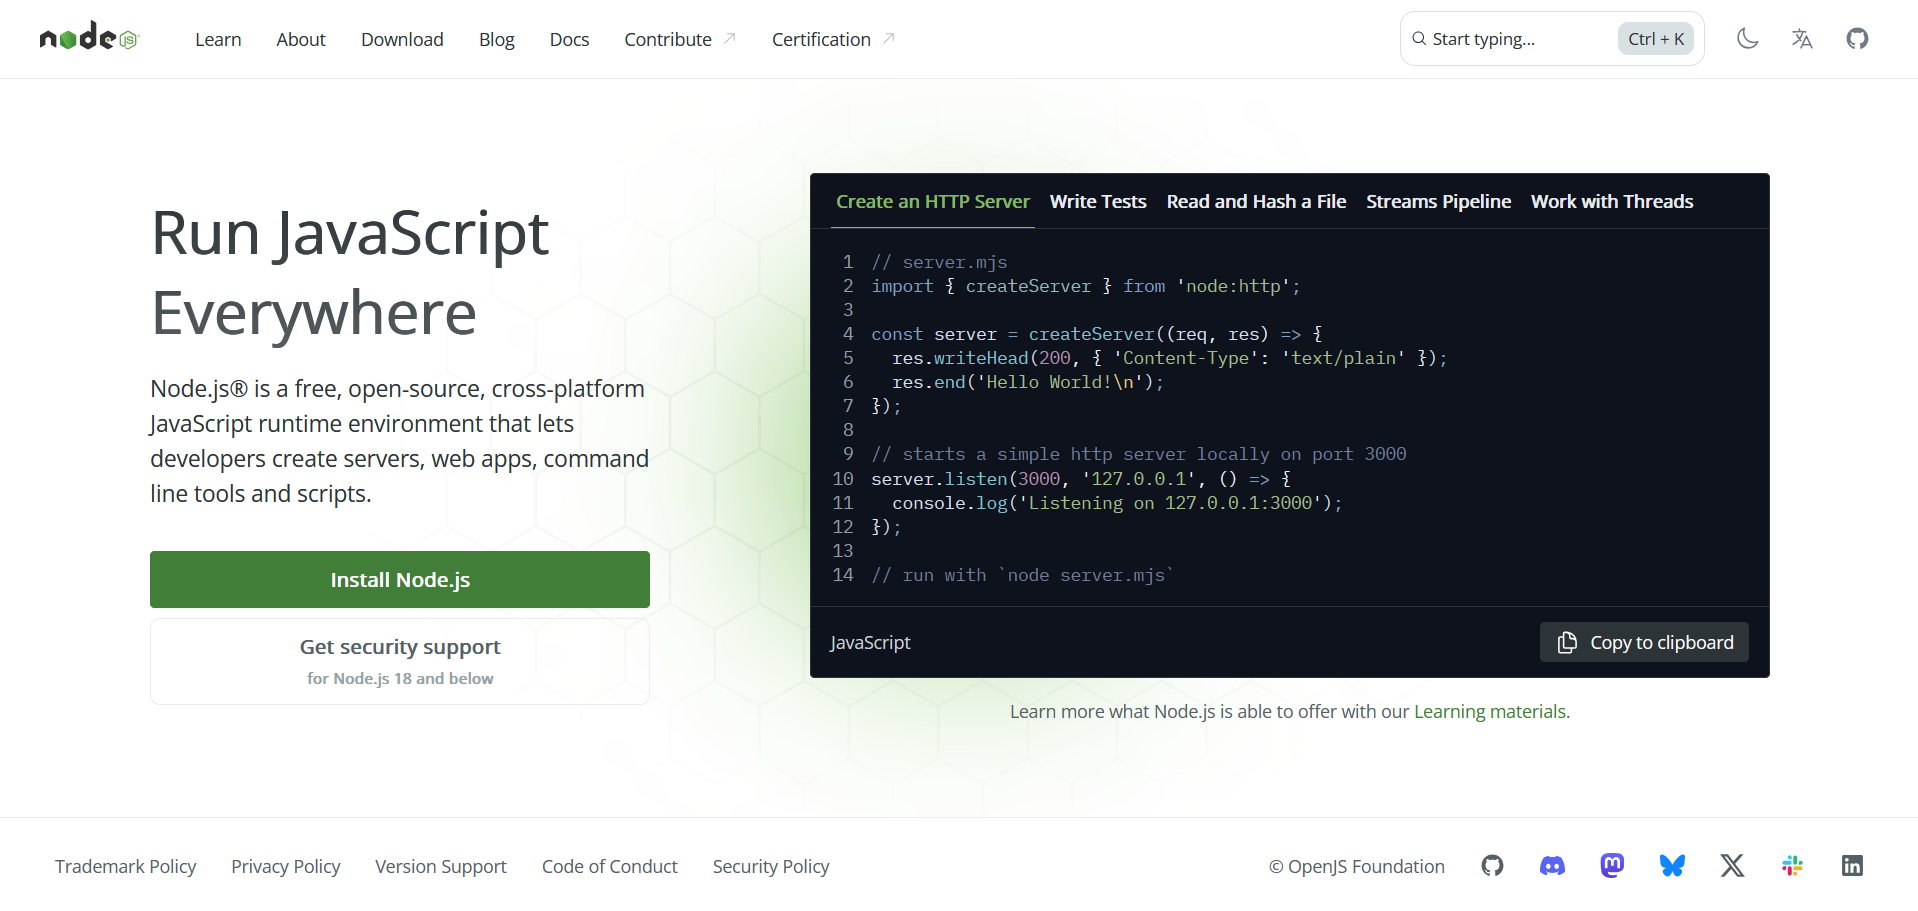 node JS
Learn About Download Blog Docs Contribute Certification
Start typing... Ctrl + K
Run JavaScript
Everywhere
Node.js® is a free, open-source, cross-platform
JavaScript runtime environment that lets
developers create servers, web apps, command
line tools and scripts.
Install Node.js
Get security support
for Node.js 18 and below
Create an HTTP Server Write Tests Read and Hash a File Streams Pipeline Work with Threads
1 // server.mjs
2 import { createServer } from 'node:http';
3
4 const server = createServer((req, res) => {
5   res.writeHead(200, { 'Content-Type': 'text/plain' });
6   res.end('Hello World!\n');
7 });
8
9 // starts a simple http server locally on port 3000
10 server.listen(3000, '127.0.0.1', () => {
11   console.log('Listening on 127.0.0.1:3000');
12 });
13
14 // run with `node server.mjs`
JavaScript Copy to clipboard
Learn more what Node.js is able to offer with our Learning materials.
Trademark Policy Privacy Policy Version Support Code of Conduct Security Policy
© OpenJS Foundation